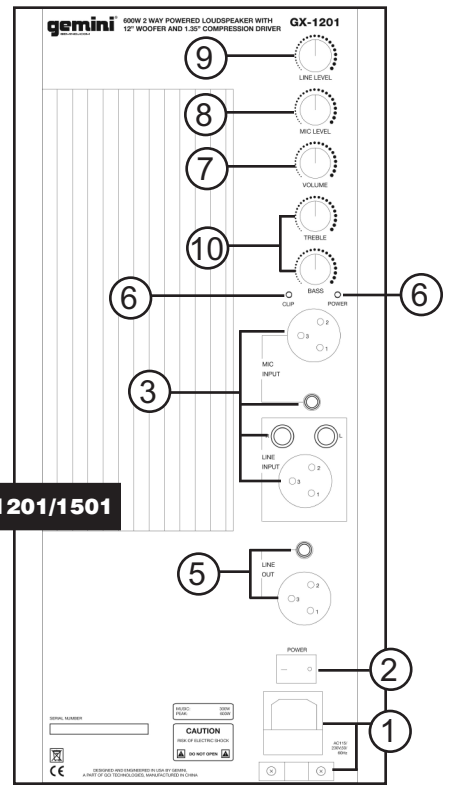 gemini
600W 2 WAY POWERED LOUDSPEAKER WITH
12" WOOFER AND 1.35" COMPRESSION DRIVER
GX-1201
9
LINE LEVEL
8
MIC LEVEL
7
VOLUME
TREBLE
10
BASS
6
CLIP
POWER
6
2
3
1
MIC
INPUT
3
L
LINE
INPUT
2
3
1
1201/1501
LINE
OUT
5
2
3
1
POWER
2
MUSIC:
PEAK:
CAUTION
RISK OF ELECTRIC SHOCK
DO NOT OPEN
1
SERIAL NUMBER
60Hz
CE
DESIGNED AND ENGINEERED IN USA BY GEMINI,
A PART OF GCI TECHNOLOGIES, MANUFACTURED IN CHINA